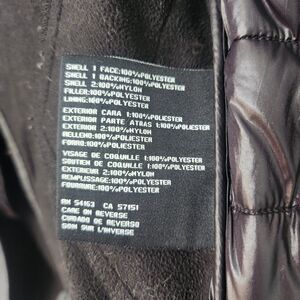 SHELL 1 FACE:100%POLYESTER
SHELL 1 BACKING:100%POLYESTER
SHELL 2:100%NYLON
FILLER:100%POLYESTER
LINING:100%POLYESTER
EXTERIOR CARA 1:100%POLIESTER
EXTERIOR PARTE ATRAS 1:100%POLIESTER
EXTERIOR 2:100%NYLON
RELLENO:100%POLIESTER
FORRO:100%POLIESTER
VISAGE DE COQUILLE 1:100%POLYESTER
SOUTIEN DE COQUILLE 1:100%POLYESTER
EXTERIEUR 2:100%NYLON
REMPLISSAGE:100%POLYESTER
FOURRURE:100%POLYESTER
RN 54163 CA 57151
CARE ON REVERSE
CUIDADO DE REVERSO
SOIN SUR L'INVERSE